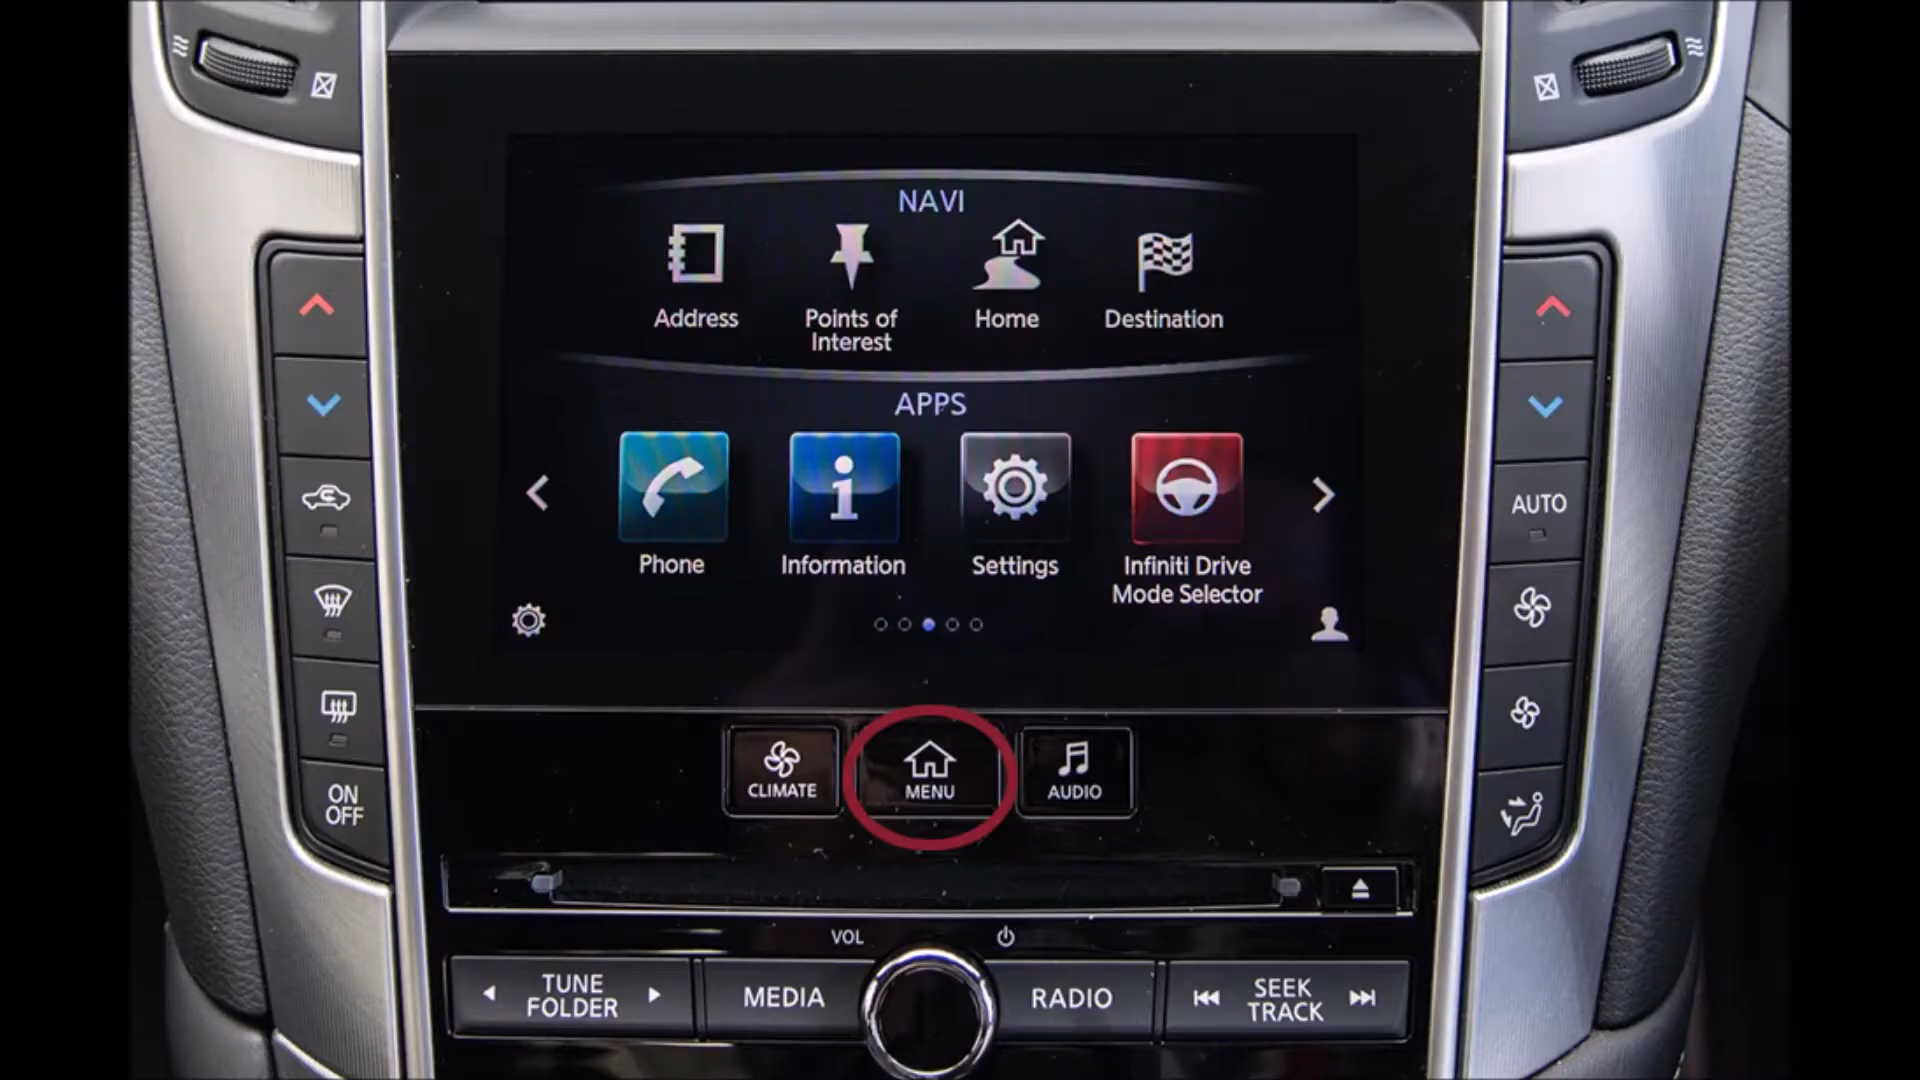 NAVI
Address
Points of
Interest
Home
Destination
APPS
Phone
Information
Settings
Infiniti Drive
Mode Selector
AUTO
ON
OFF
CLIMATE
MENU
AUDIO
VOL
TUNE
FOLDER
MEDIA
RADIO
SEEK
TRACK